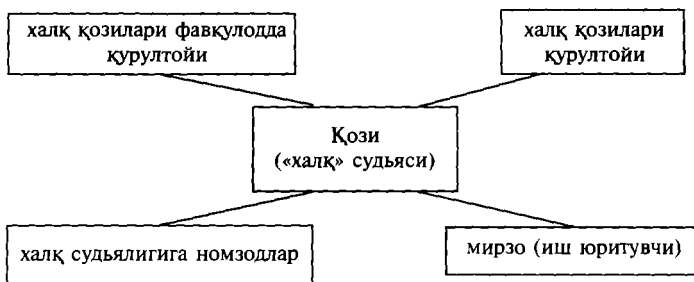 халқ қозилари фавқулодда
қурултойи
халқ қозилари
қурултойи
Қози
(«халқ» судьяси)
халқ судьялигига номзодлар
мирзо (иш юритувчи)